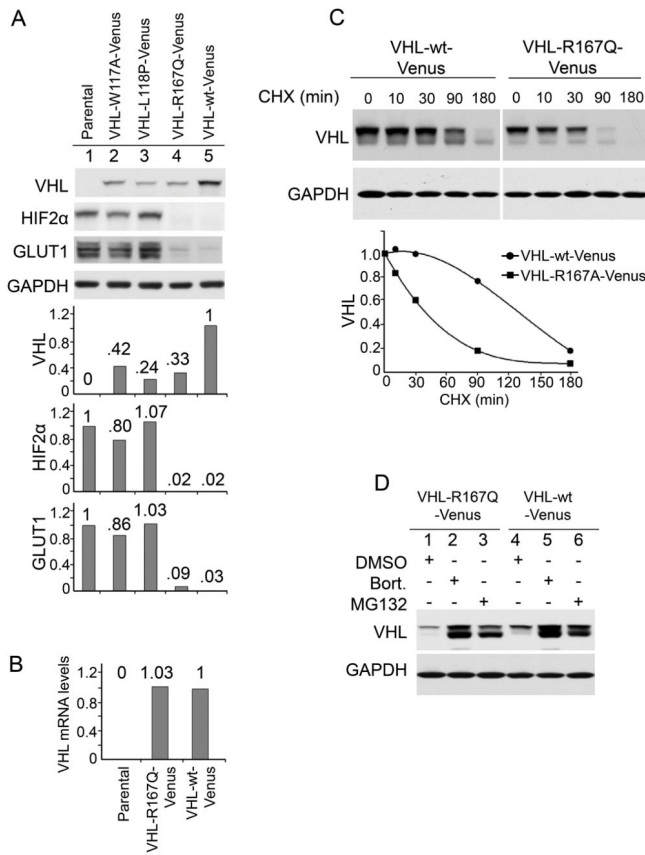 A
Parental
VHL-W117A-Venus
VHL-L118P-Venus
VHL-R167Q-Venus
VHL-wt-Venus
1 2 3 4 5
VHL
HIF2α
GLUT1
GAPDH
VHL
1.2
0.8
0.4
0
0 .42 .24 .33 1
HIF2α
1.2
0.8
0.4
0
1 .80 1.07 .02 .02
GLUT1
1.2
0.8
0.4
0
1 .86 1.03 .09 .03
B
VHL mRNA levels
1.2
0.8
0.4
0
0 1.03 1
Parental
VHL-R167Q-
Venus
VHL-wt-
Venus
C
VHL-wt-
Venus
VHL-R167Q-
Venus
CHX (min) 0 10 30 90 180 0 10 30 90 180
VHL
GAPDH
VHL
1.0
0.8
0.6
0.4
0.2
0
VHL-wt-Venus
VHL-R167A-Venus
0 30 60 90 120 150 180
CHX (min)
D
VHL-R167Q
-Venus
VHL-wt
-Venus
1 2 3 4 5 6
DMSO + - - + - -
Bort. - + - - + -
MG132 - - + - - +
VHL
GAPDH